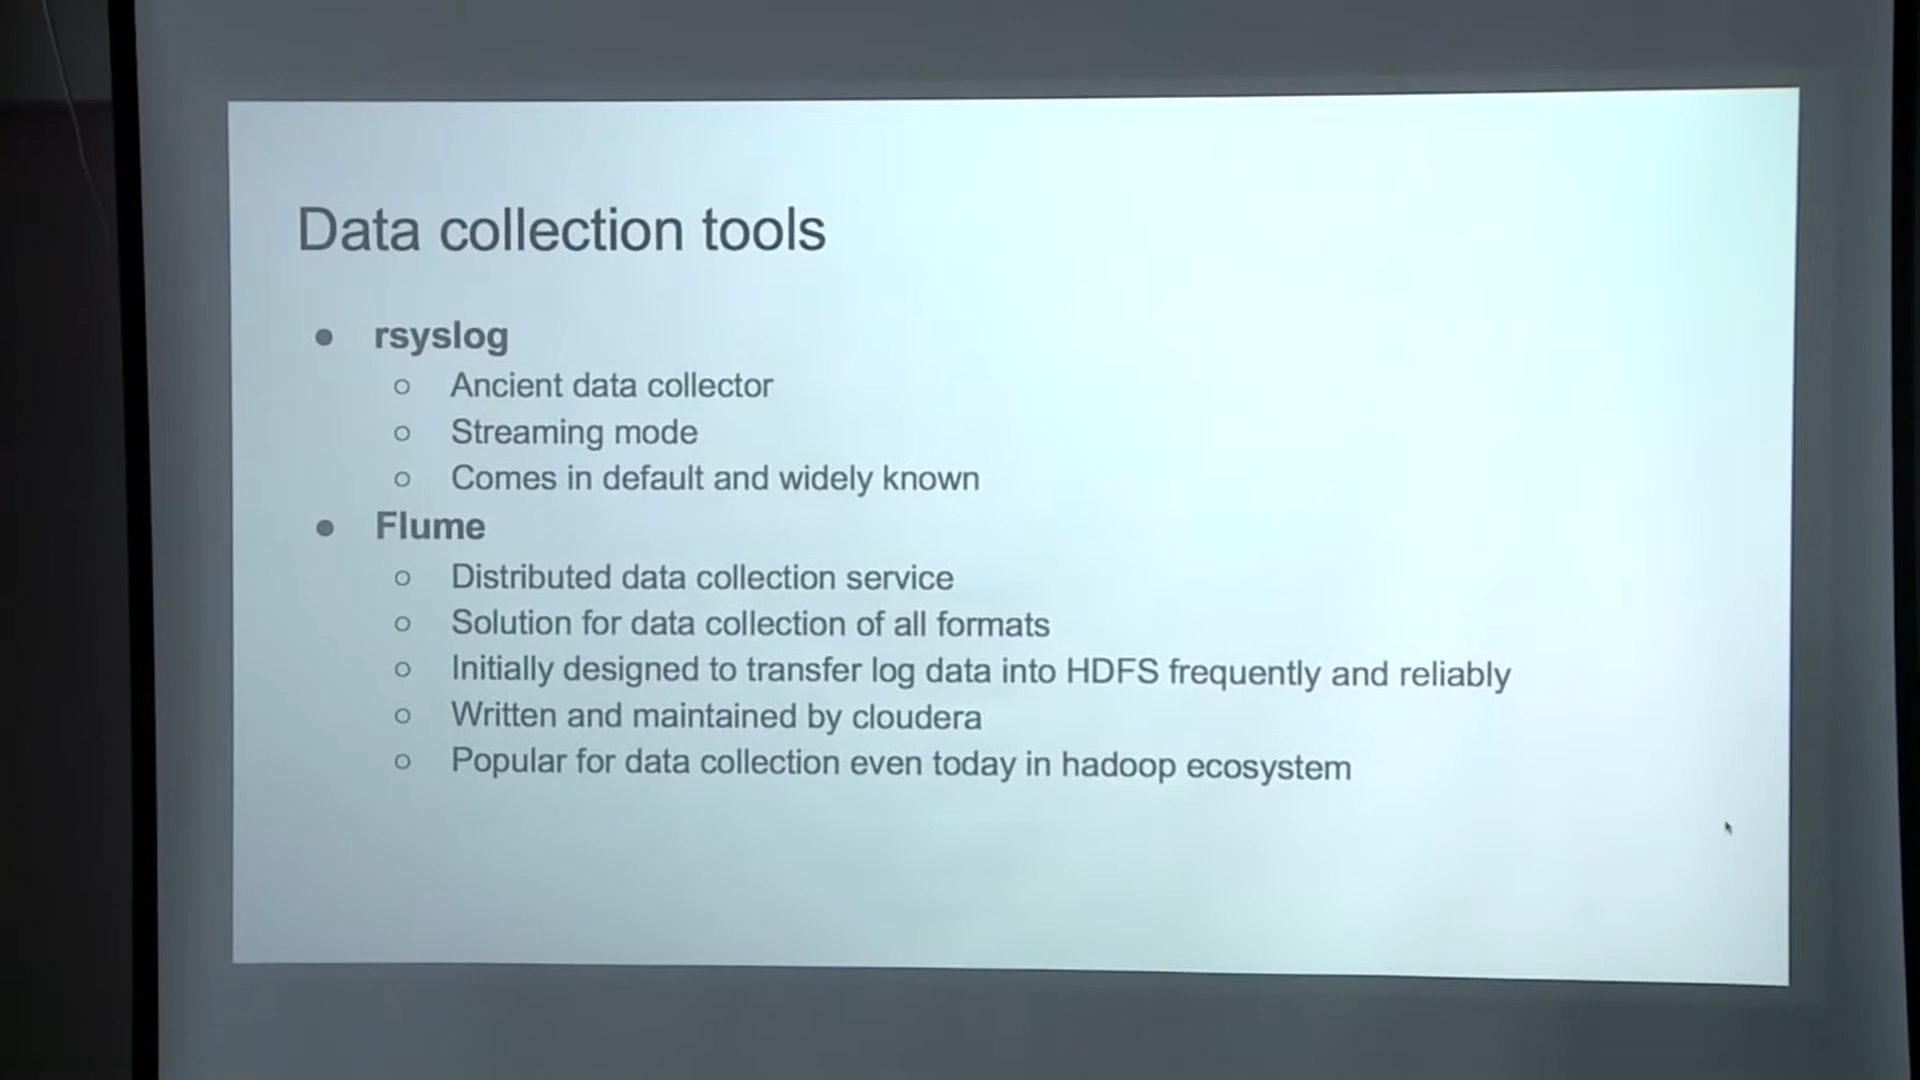 Data collection tools
● rsyslog
○ Ancient data collector
○ Streaming mode
○ Comes in default and widely known
● Flume
○ Distributed data collection service
○ Solution for data collection of all formats
○ Initially designed to transfer log data into HDFS frequently and reliably
○ Written and maintained by cloudera
○ Popular for data collection even today in hadoop ecosystem